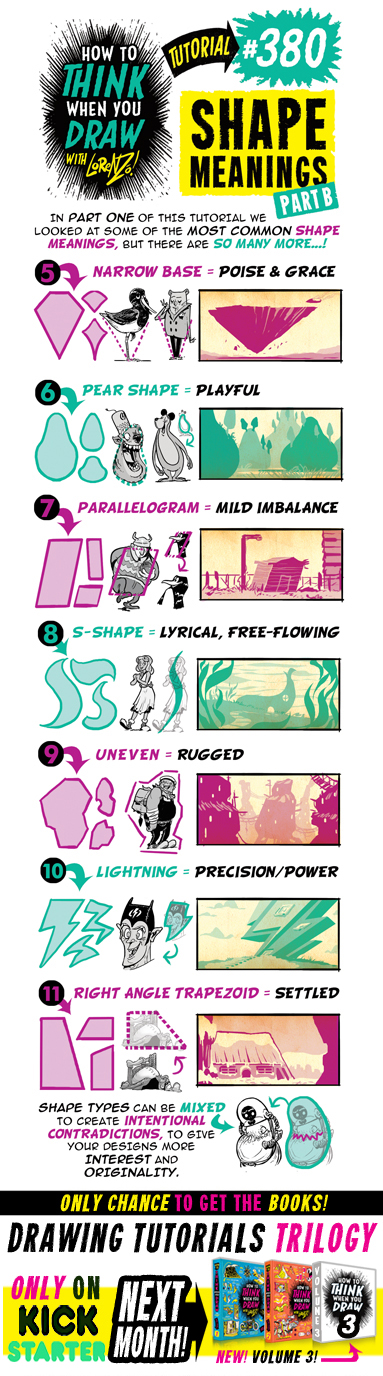 HOW TO
THINK
WHEN YOU
DRAW
WITH LORENZO!
TUTORIAL
#380
SHAPE
MEANINGS
PART B
IN PART ONE OF THIS TUTORIAL WE
LOOKED AT SOME OF THE MOST COMMON SHAPE
MEANINGS, BUT THERE ARE SO MANY MORE...!
5 NARROW BASE = POISE & GRACE
6 PEAR SHAPE = PLAYFUL
7 PARALLELOGRAM = MILD IMBALANCE
8 S-SHAPE = LYRICAL, FREE-FLOWING
9 UNEVEN = RUGGED
10 LIGHTNING = PRECISION/POWER
11 RIGHT ANGLE TRAPEZOID = SETTLED
SHAPE TYPES CAN BE MIXED
TO CREATE INTENTIONAL
CONTRADICTIONS, TO GIVE
YOUR DESIGNS MORE
INTEREST AND
ORIGINALITY.
ONLY CHANCE TO GET THE BOOKS!
DRAWING TUTORIALS TRILOGY
ONLY ON
KICK
STARTER
NEXT
MONTH!
HOW TO
THINK
WHEN YOU
DRAW
HOW TO
THINK
WHEN YOU
DRAW
VOLUME 3
HOW TO
THINK
WHEN YOU
DRAW
3
NEW! VOLUME 3!